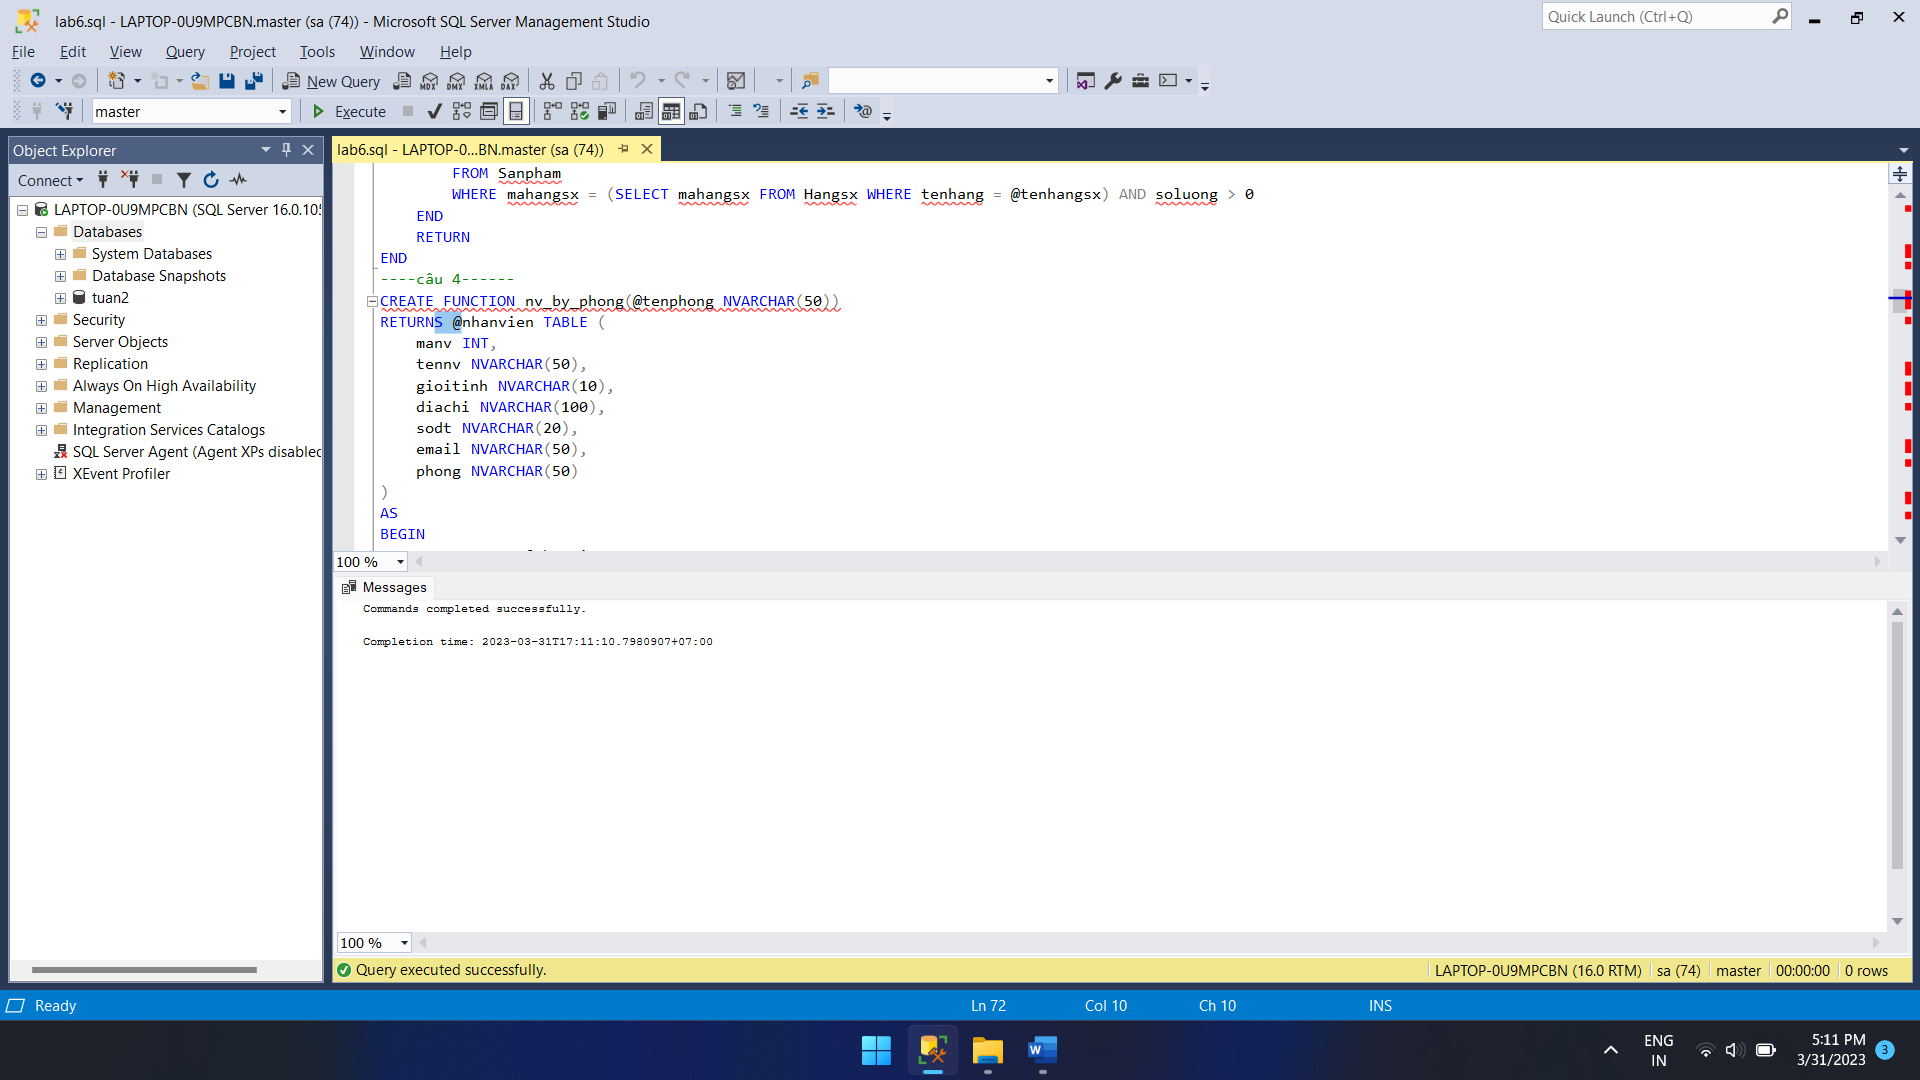 lab6.sql - LAPTOP-0U9MPCBN.master (sa (74)) - Microsoft SQL Server Management Studio
Quick Launch (Ctrl+Q)
File Edit View Query Project Tools Window Help
New Query MDX DMX XMLA DAX
master Execute
Object Explorer
Connect
LAPTOP-0U9MPCBN (SQL Server 16.0.105
Databases
System Databases
Database Snapshots
tuan2
Security
Server Objects
Replication
Always On High Availability
Management
Integration Services Catalogs
SQL Server Agent (Agent XPs disabled
XEvent Profiler
lab6.sql - LAPTOP-0...BN.master (sa (74))
FROM Sanpham
WHERE mahangsx = (SELECT mahangsx FROM Hangsx WHERE tenhang = @tenhangsx) AND soluong > 0
END
RETURN
END
----câu 4------
CREATE FUNCTION nv_by_phong(@tenphong NVARCHAR(50))
RETURNS @nhanvien TABLE (
manv INT,
tennv NVARCHAR(50),
gioitinh NVARCHAR(10),
diachi NVARCHAR(100),
sodt NVARCHAR(20),
email NVARCHAR(50),
phong NVARCHAR(50)
)
AS
BEGIN
100 %
Messages
Commands completed successfully.
Completion time: 2023-03-31T17:11:10.7980907+07:00
100 %
Query executed successfully.
LAPTOP-0U9MPCBN (16.0 RTM) sa (74) master 00:00:00 0 rows
Ready Ln 72 Col 10 Ch 10 INS
ENG
IN
5:11 PM
3/31/2023
3